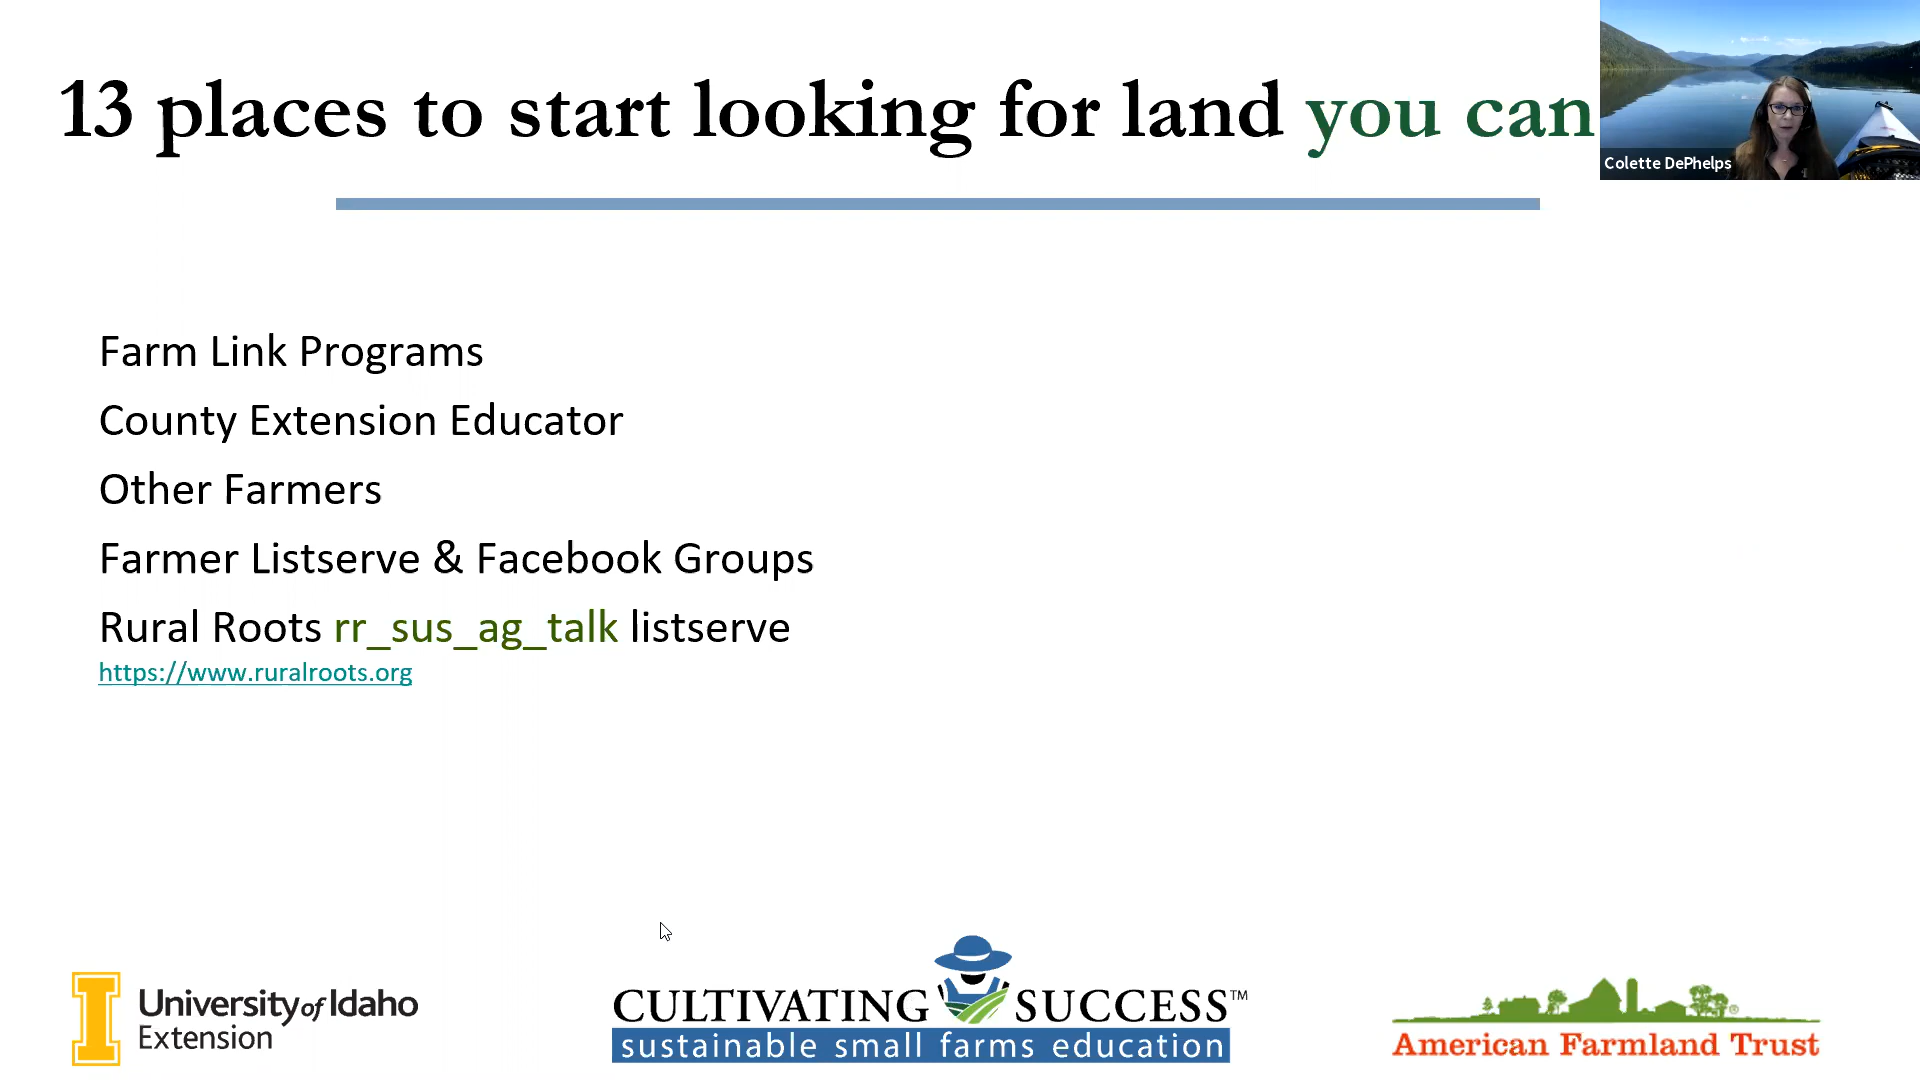 13 places to start looking for land you can
Colette DePhelps
Farm Link Programs
County Extension Educator
Other Farmers
Farmer Listserve & Facebook Groups
Rural Roots rr_sus_ag_talk listserve
https://www.ruralroots.org
I
University of Idaho
Extension
CULTIVATING SUCCESS™
sustainable small farms education
American Farmland Trust®